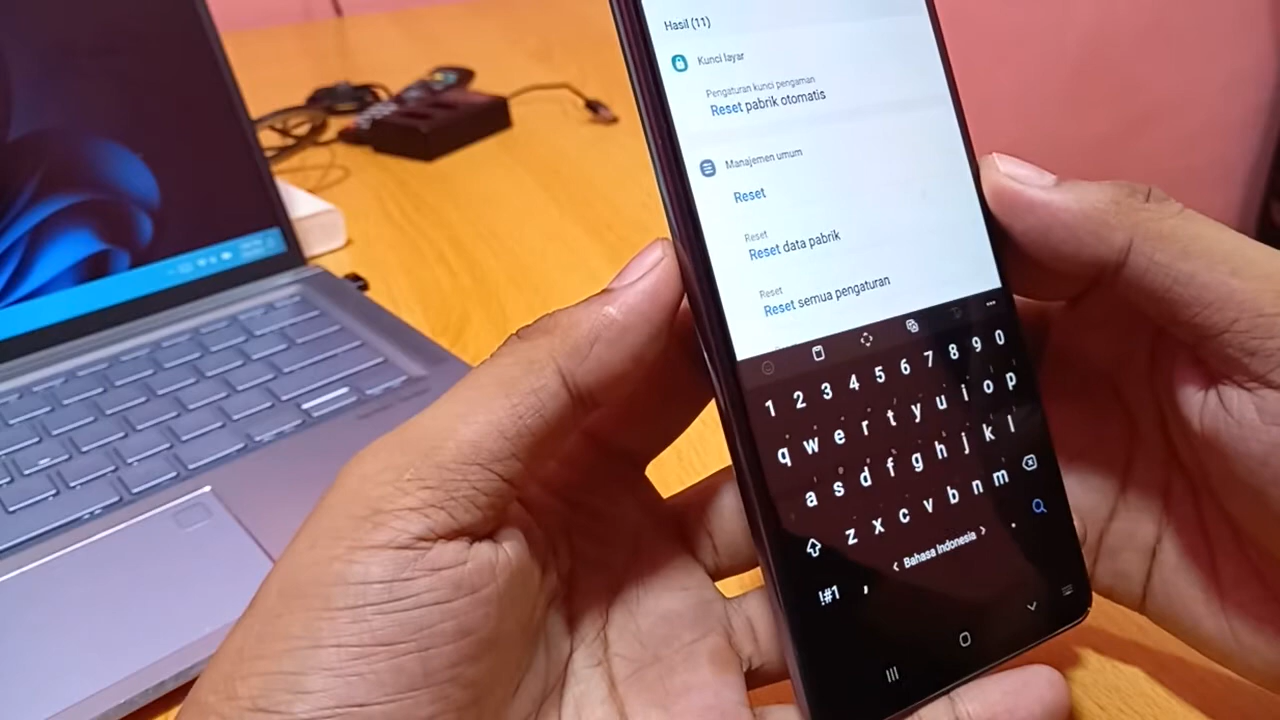 Hasil (11)
Kunci layar
Pengaturan kunci pengaman
Reset pabrik otomatis
Manajemen umum
Reset
Reset
Reset data pabrik
Reset
Reset semua pengaturan
1 2 3 4 5 6 7 8 9 0
q w e r t y u i o p
a s d f g h j k l
z x c v b n m
!#1 , < Bahasa Indonesia > .